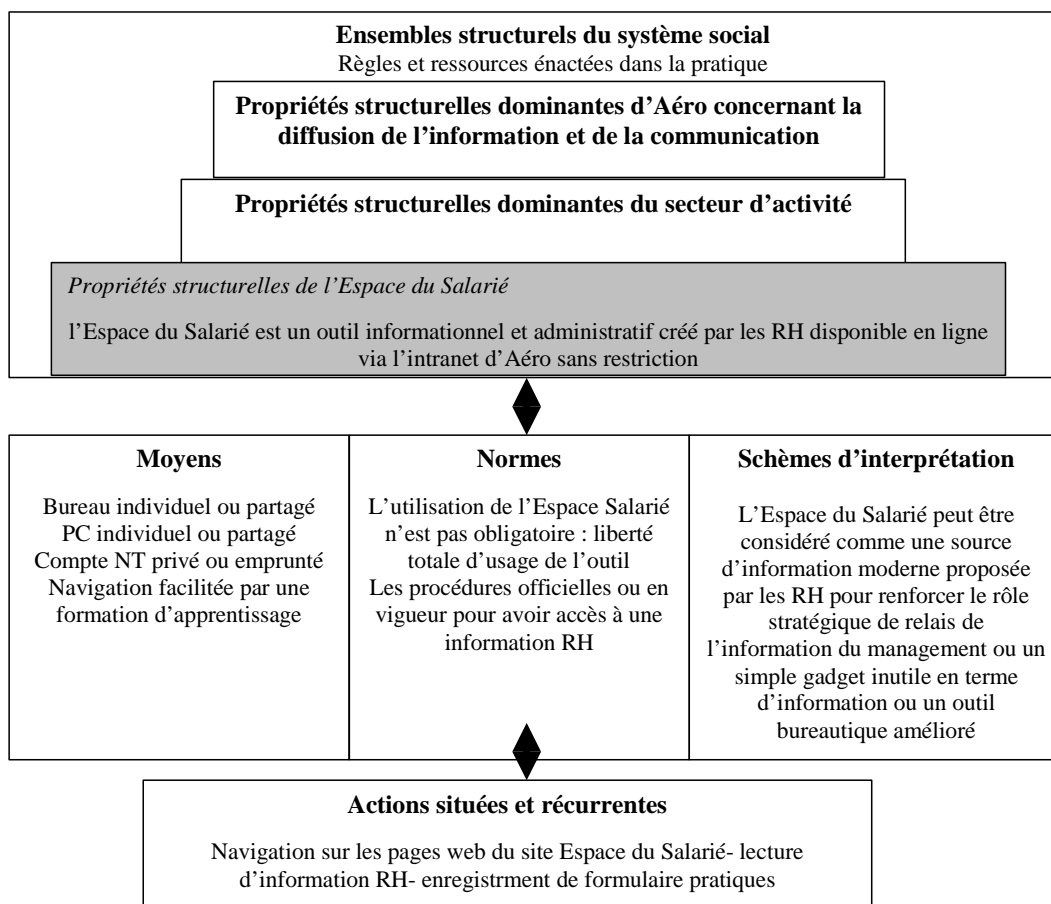 Ensembles structurels du système social
Règles et ressources énactées dans la pratique
Propriétés structurelles dominantes d’Aéro concernant la
diffusion de l’information et de la communication
Propriétés structurelles dominantes du secteur d’activité
Propriétés structurelles de l’Espace du Salarié
l’Espace du Salarié est un outil informationnel et administratif créé par les RH disponible en ligne
via l’intranet d’Aéro sans restriction
Moyens
Bureau individuel ou partagé
PC individuel ou partagé
Compte NT privé ou emprunté
Navigation facilitée par une
formation d’apprentissage
Normes
L’utilisation de l’Espace Salarié
n’est pas obligatoire : liberté
totale d’usage de l’outil
Les procédures officielles ou en
vigueur pour avoir accès à une
information RH
Schèmes d’interprétation
L’Espace du Salarié peut être
considéré comme une source
d’information moderne proposée
par les RH pour renforcer le rôle
stratégique de relais de
l’information du management ou un
simple gadget inutile en terme
d’information ou un outil
bureautique amélioré
Actions situées et récurrentes
Navigation sur les pages web du site Espace du Salarié- lecture
d’information RH- enregistrment de formulaire pratiques